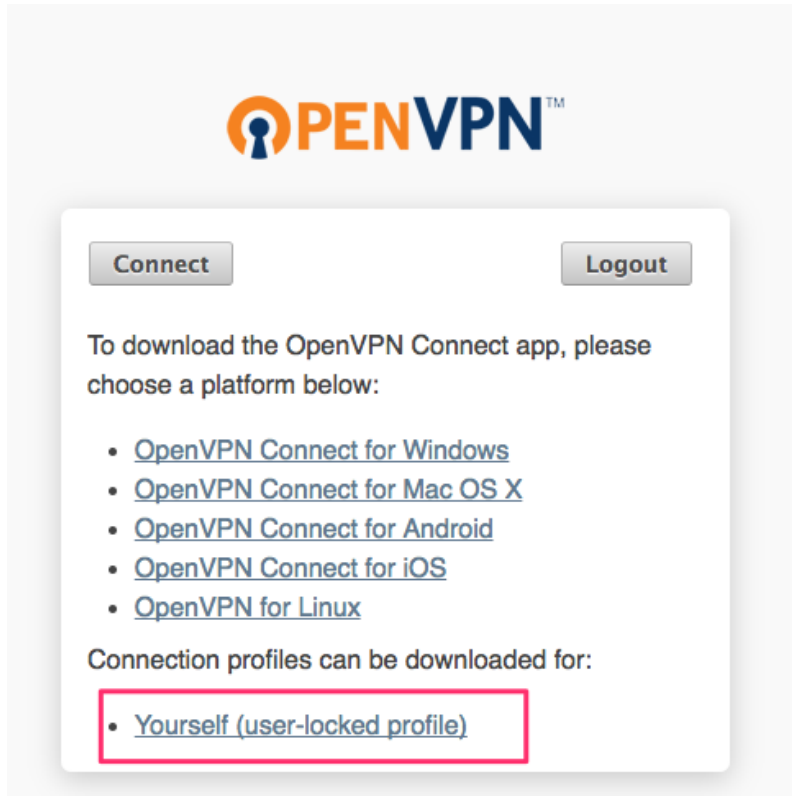 OPENVPN™
Connect
Logout
To download the OpenVPN Connect app, please
choose a platform below:
• OpenVPN Connect for Windows
• OpenVPN Connect for Mac OS X
• OpenVPN Connect for Android
• OpenVPN Connect for iOS
• OpenVPN for Linux
Connection profiles can be downloaded for:
• Yourself (user-locked profile)